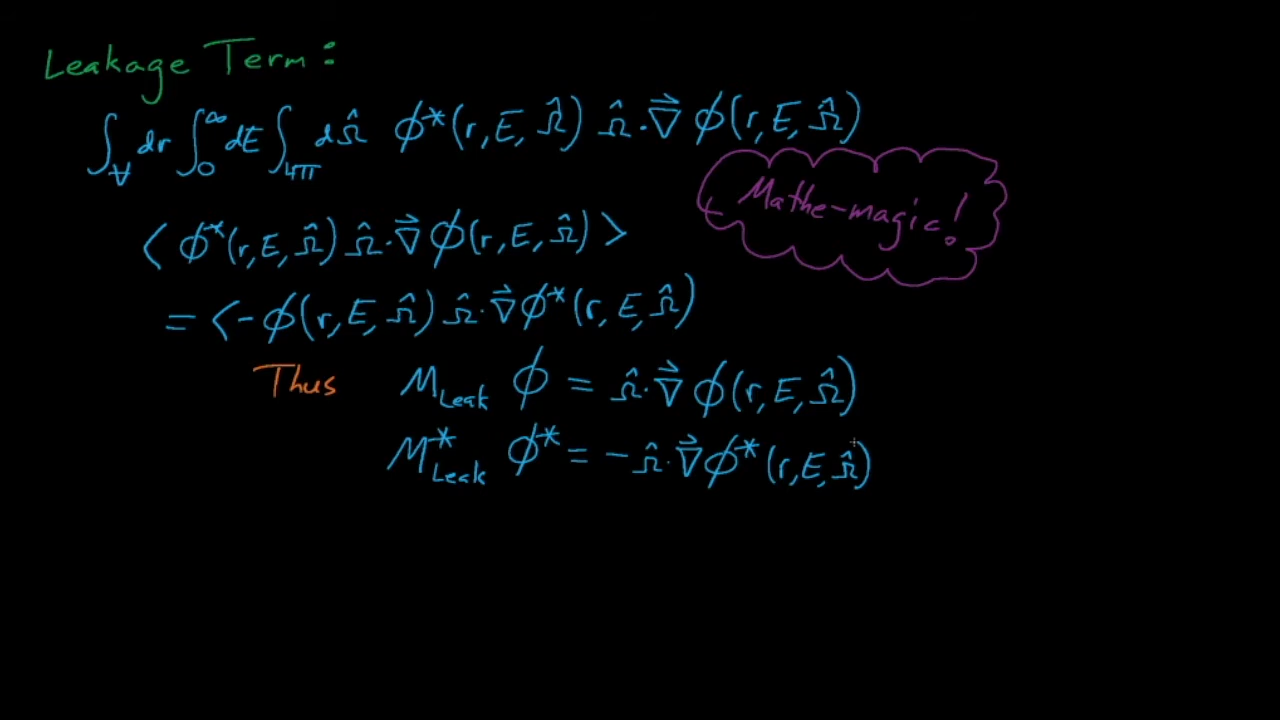 Leakage Term:
∫_V dr ∫_0^∞ dE ∫_4π dΩ̂ ϕ*(r,E,Ω̂) Ω̂·∇⃗ ϕ(r,E,Ω̂)
Mathe-magic!
⟨ϕ*(r,E,Ω̂) Ω̂·∇⃗ϕ(r,E,Ω̂)⟩
= ⟨-ϕ(r,E,Ω̂) Ω̂·∇⃗ϕ*(r,E,Ω̂)
Thus M_Leak ϕ = Ω̂·∇⃗ ϕ(r,E,Ω̂)
M*_Leak ϕ* = -Ω̂·∇⃗ϕ*(r,E,Ω̂)